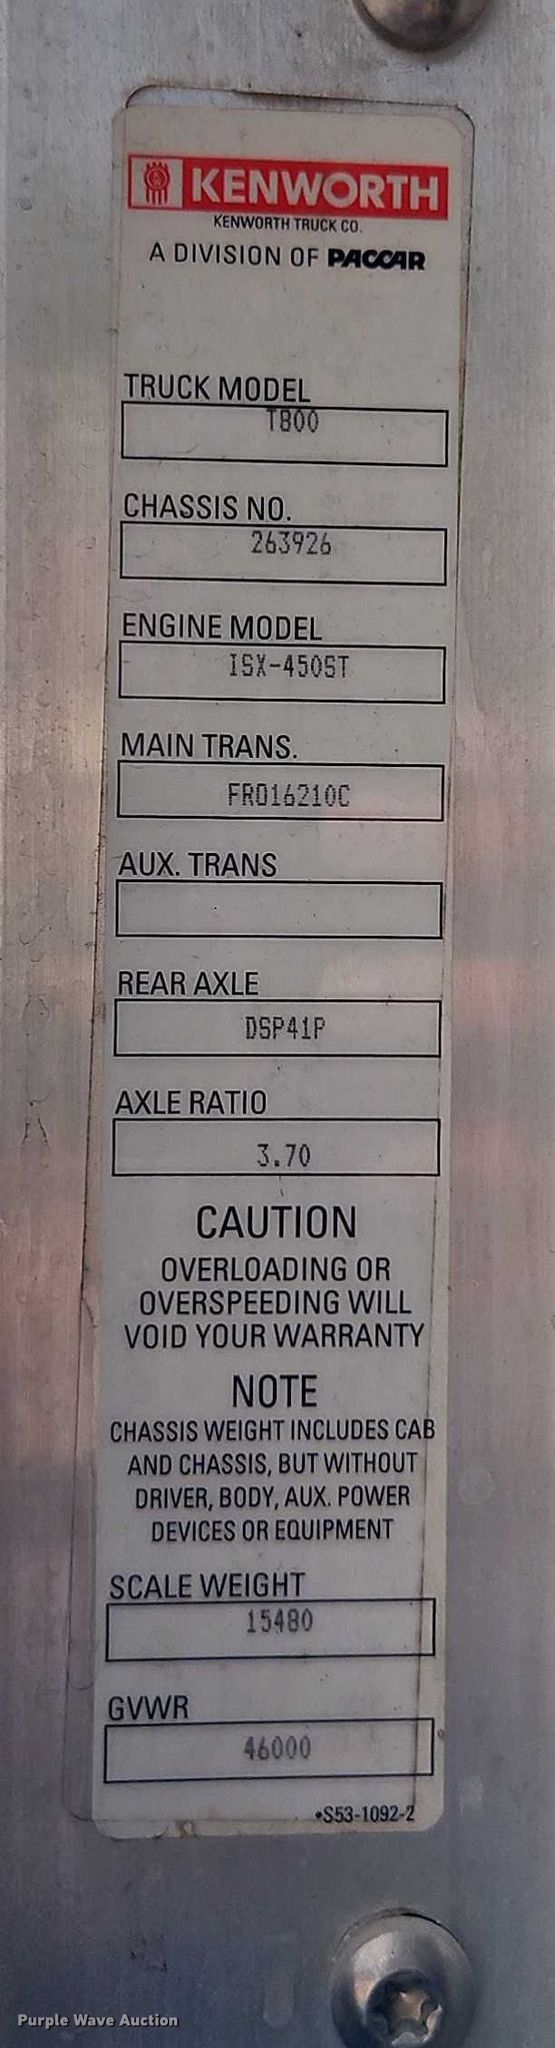 KENWORTH
KENWORTH TRUCK CO.
A DIVISION OF PACCAR
TRUCK MODEL
T800
CHASSIS NO.
263926
ENGINE MODEL
ISX-450ST
MAIN TRANS.
FRO16210C
AUX. TRANS
REAR AXLE
DSP41P
AXLE RATIO
3.70
CAUTION
OVERLOADING OR
OVERSPEEDING WILL
VOID YOUR WARRANTY
NOTE
CHASSIS WEIGHT INCLUDES CAB
AND CHASSIS, BUT WITHOUT
DRIVER, BODY, AUX. POWER
DEVICES OR EQUIPMENT
SCALE WEIGHT
15480
GVWR
46000
•S53-1092-2
Purple Wave Auction